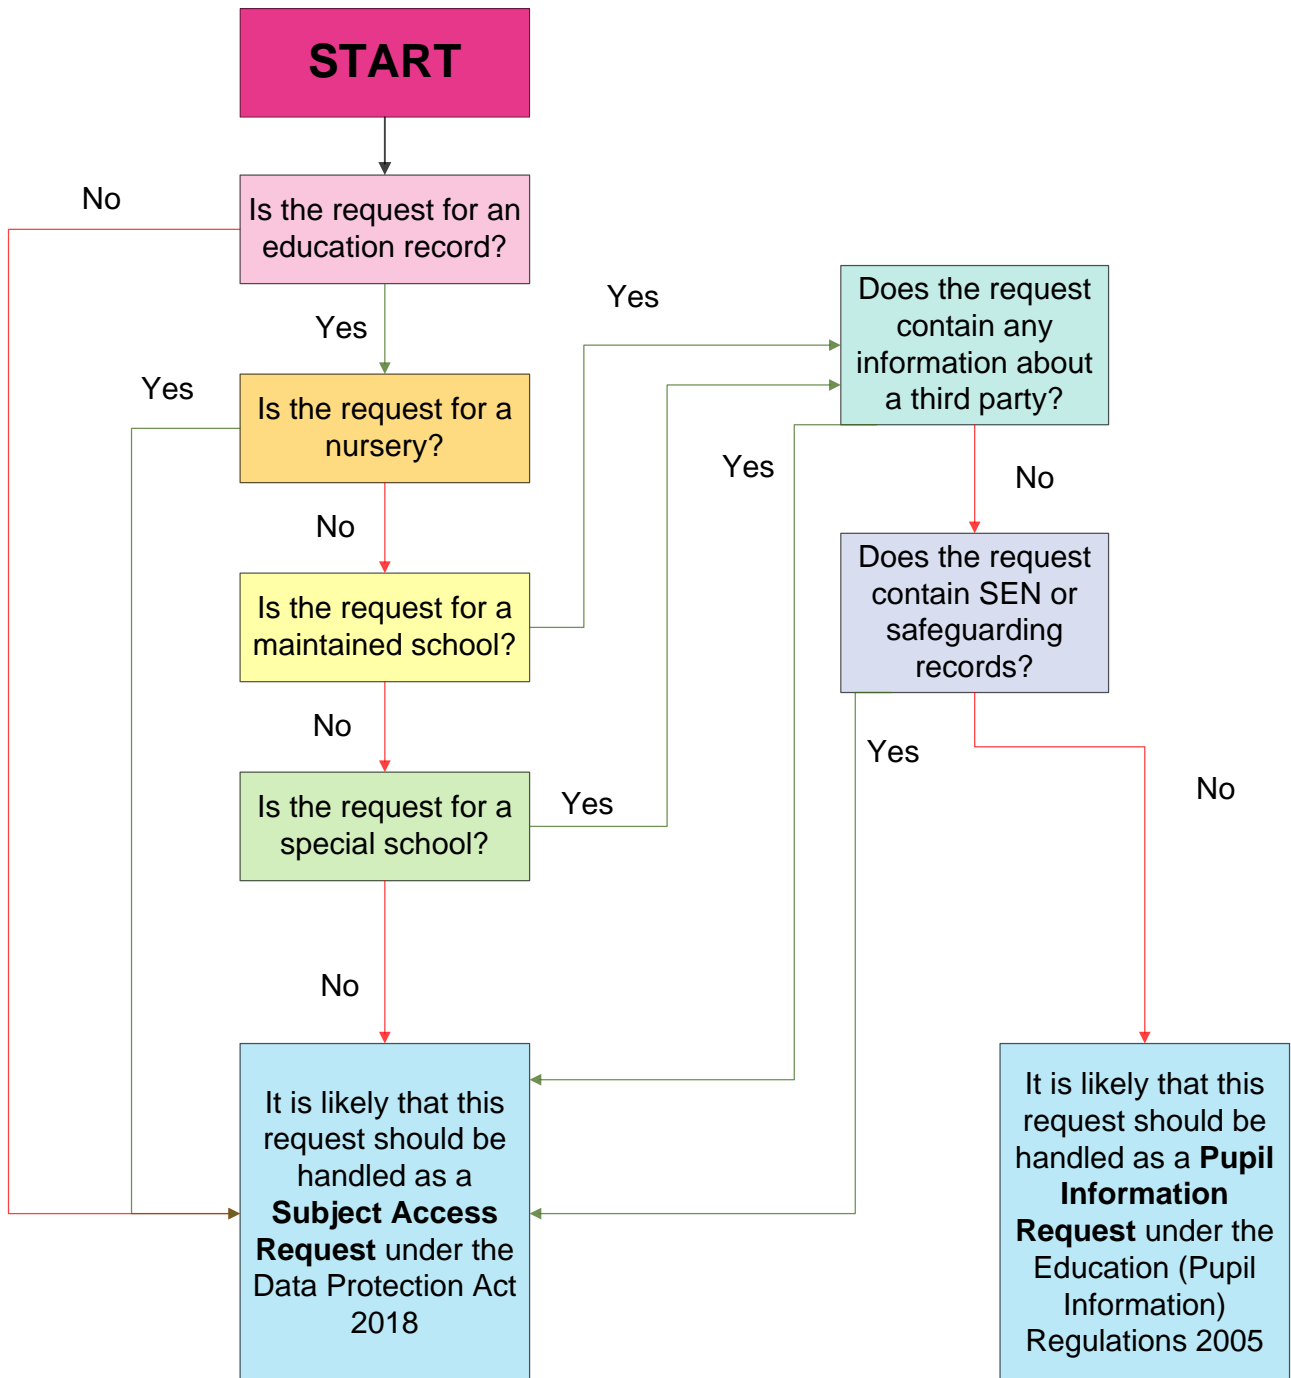 START
No
Is the request for an
education record?
Yes
Yes
Is the request for a
nursery?
No
Is the request for a
maintained school?
Yes
No
Is the request for a
special school?
Yes
No
Does the request
contain any
information about
a third party?
Yes
No
Does the request
contain SEN or
safeguarding
records?
Yes
No
It is likely that this
request should be
handled as a
Subject Access
Request under the
Data Protection Act
2018
It is likely that this
request should be
handled as a Pupil
Information
Request under the
Education (Pupil
Information)
Regulations 2005